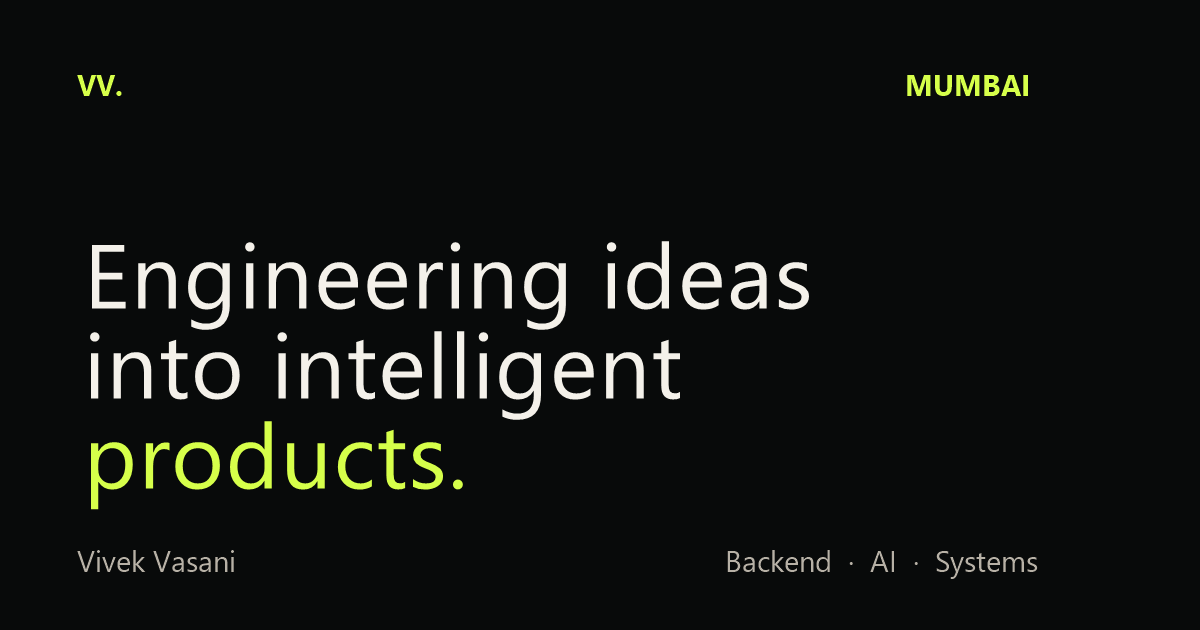 VV.
MUMBAI
Engineering ideas
into intelligent
products.
Vivek Vasani
Backend · AI · Systems